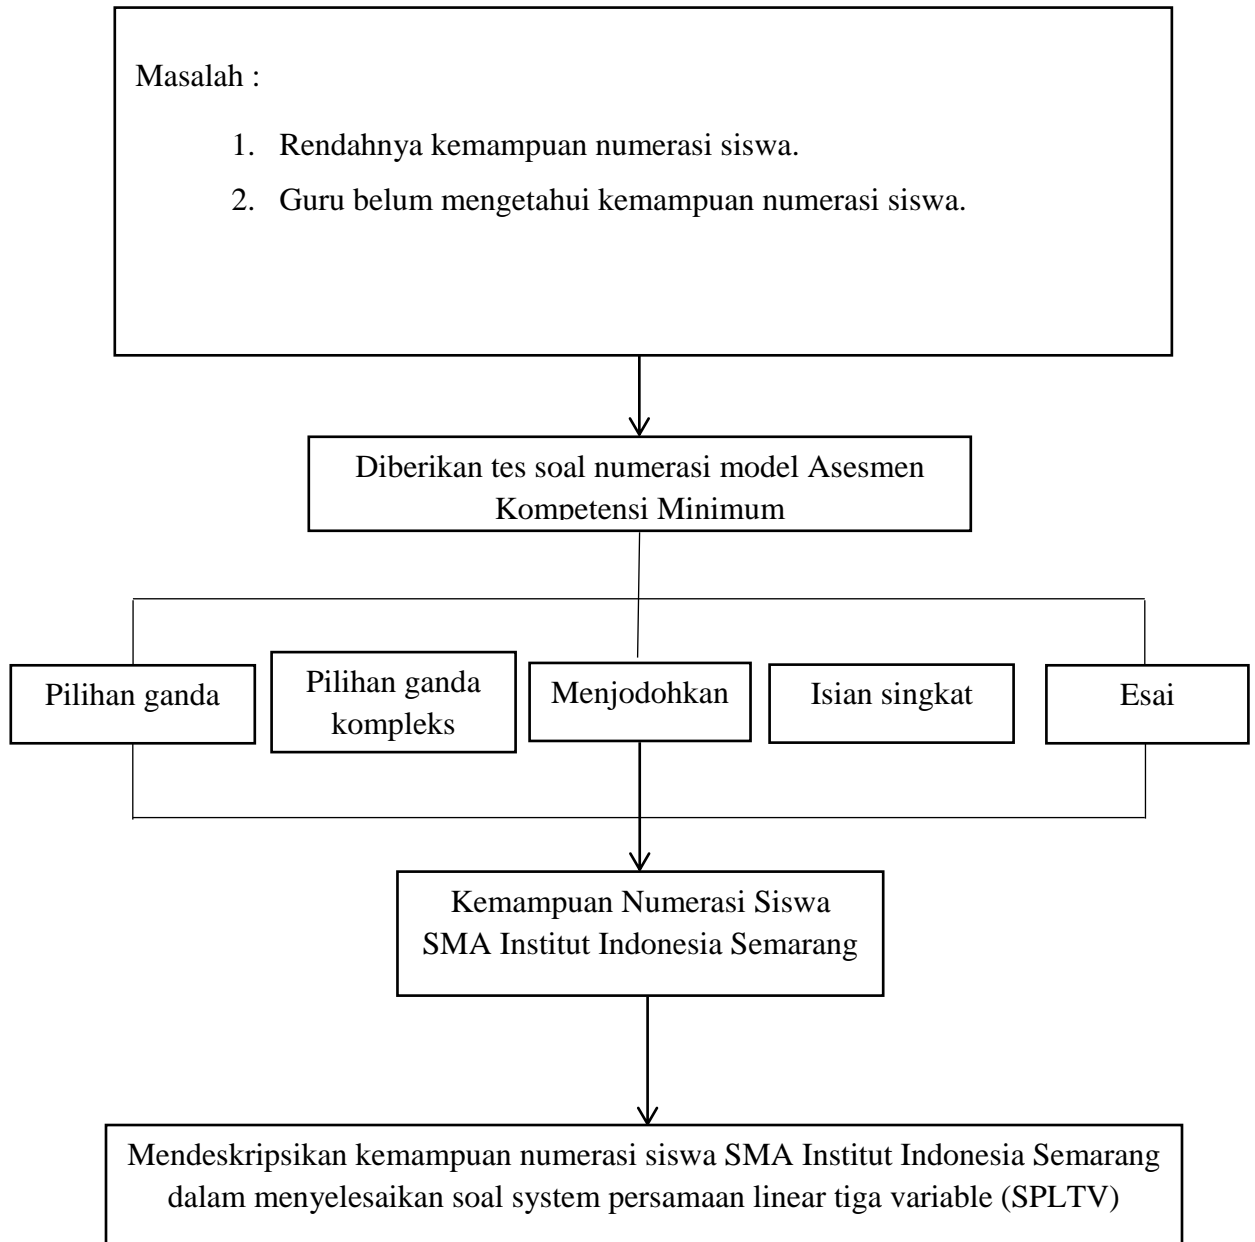 Masalah :
1. Rendahnya kemampuan numerasi siswa.
2. Guru belum mengetahui kemampuan numerasi siswa.
Diberikan tes soal numerasi model Asesmen
Kompetensi Minimum
Pilihan ganda
Pilihan ganda
kompleks
Menjodohkan
Isian singkat
Esai
Kemampuan Numerasi Siswa
SMA Institut Indonesia Semarang
Mendeskripsikan kemampuan numerasi siswa SMA Institut Indonesia Semarang
dalam menyelesaikan soal system persamaan linear tiga variable (SPLTV)